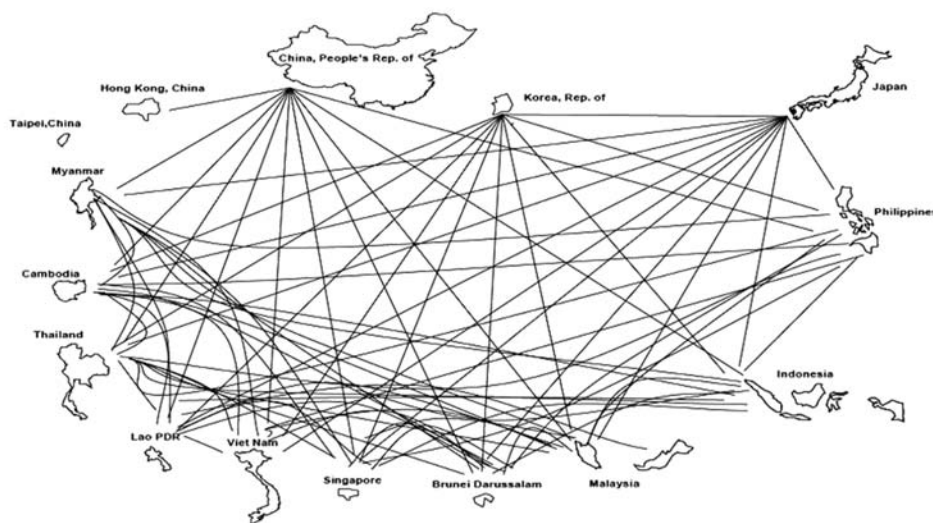 China, People's Rep. of
Hong Kong, China
Korea, Rep. of
Japan
Taipei,China
Myanmar
Philippines
Cambodia
Thailand
Indonesia
Lao PDR
Viet Nam
Singapore
Brunei Darussalam
Malaysia